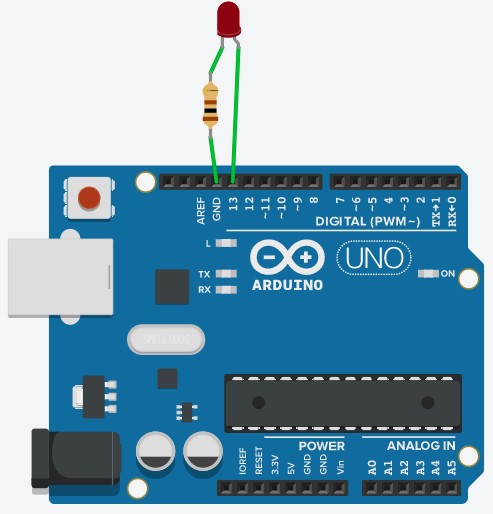 AREF
GND
13
12
~11
~10
~9
8
7
~6
~5
4
~3
2
TX→1
RX←0
DIGITAL (PWM~)
L
TX
RX
UNO
ARDUINO
ON
POWER
ANALOG IN
IOREF
RESET
3.3V
5V
GND
GND
Vin
A0
A1
A2
A3
A4
A5